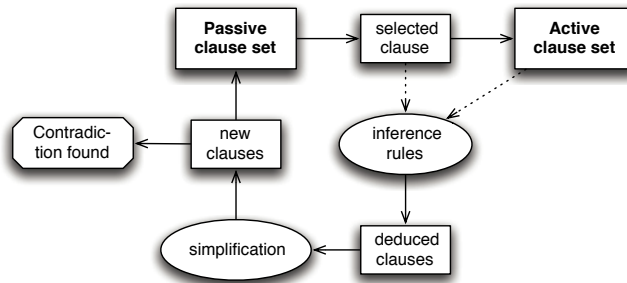 Passive
clause set
selected
clause
Active
clause set
Contradic-
tion found
new
clauses
inference
rules
simplification
deduced
clauses